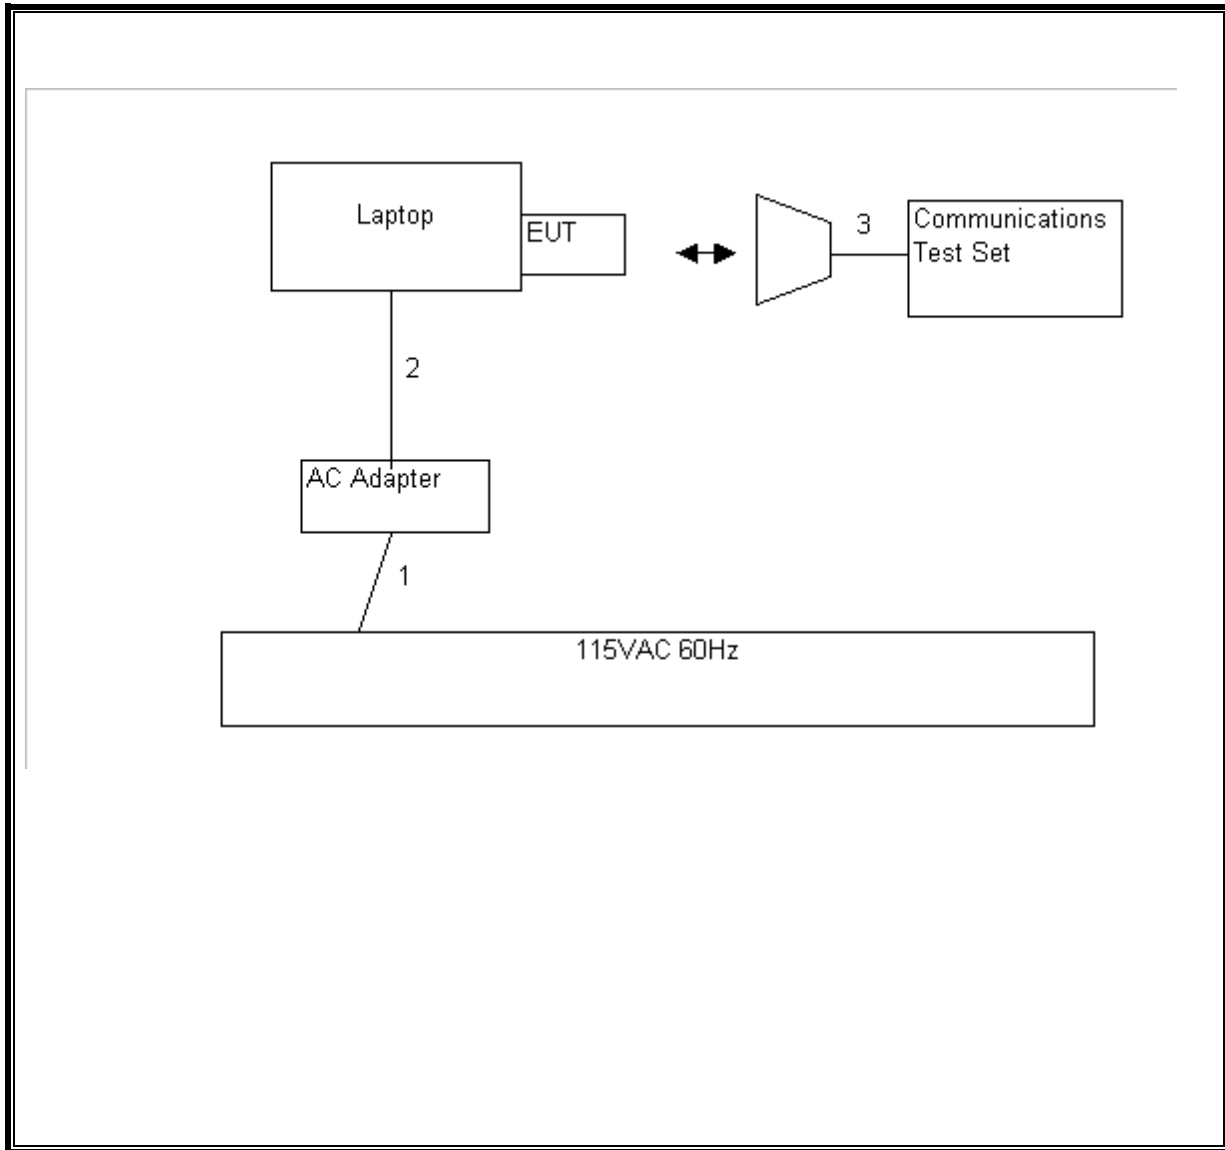 Laptop
EUT
3
Communications
Test Set
2
AC Adapter
1
115VAC 60Hz